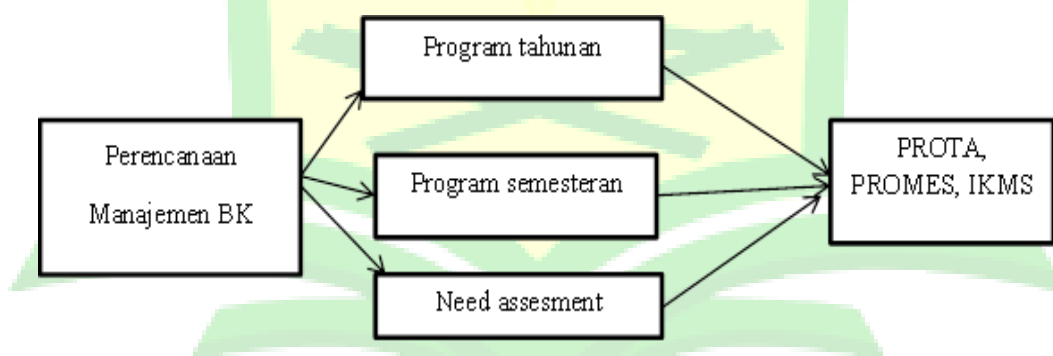 Program tahunan
Perencanaan
Manajemen BK
Program semesteran
Need assesment
PROTA,
PROMES, IKMS